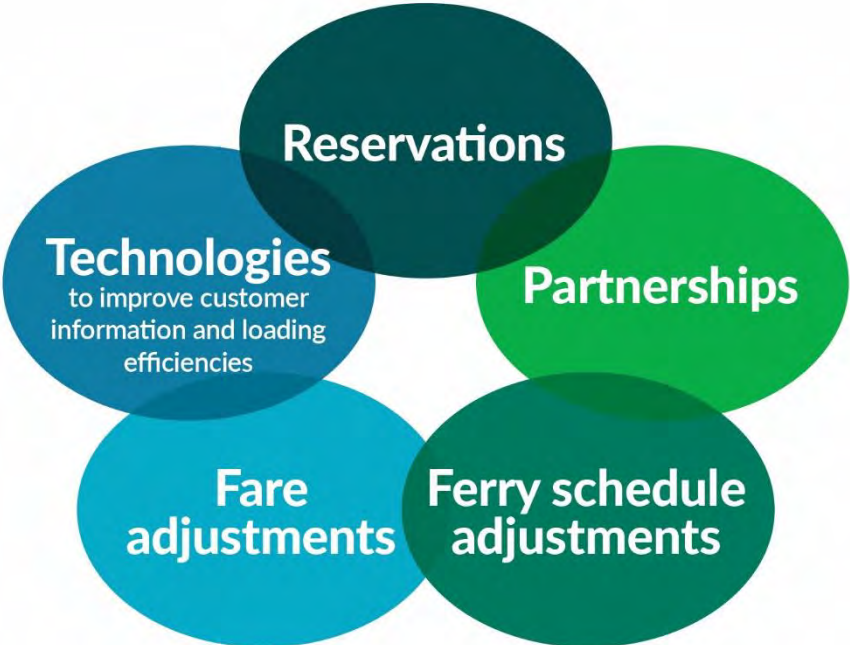 Reservations
Technologies
to improve customer
information and loading
efficiencies
Partnerships
Fare
adjustments
Ferry schedule
adjustments